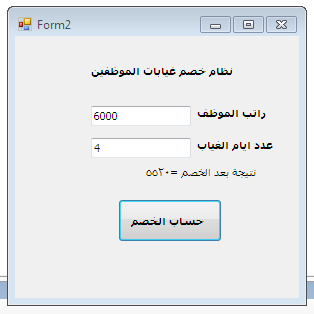 Form2
نظام خصم غيابات الموظفين
راتب الموظف 6000
عدد ايام الغياب 4
نتيجة بعد الخصم =٥٥٢٠
حساب الخصم